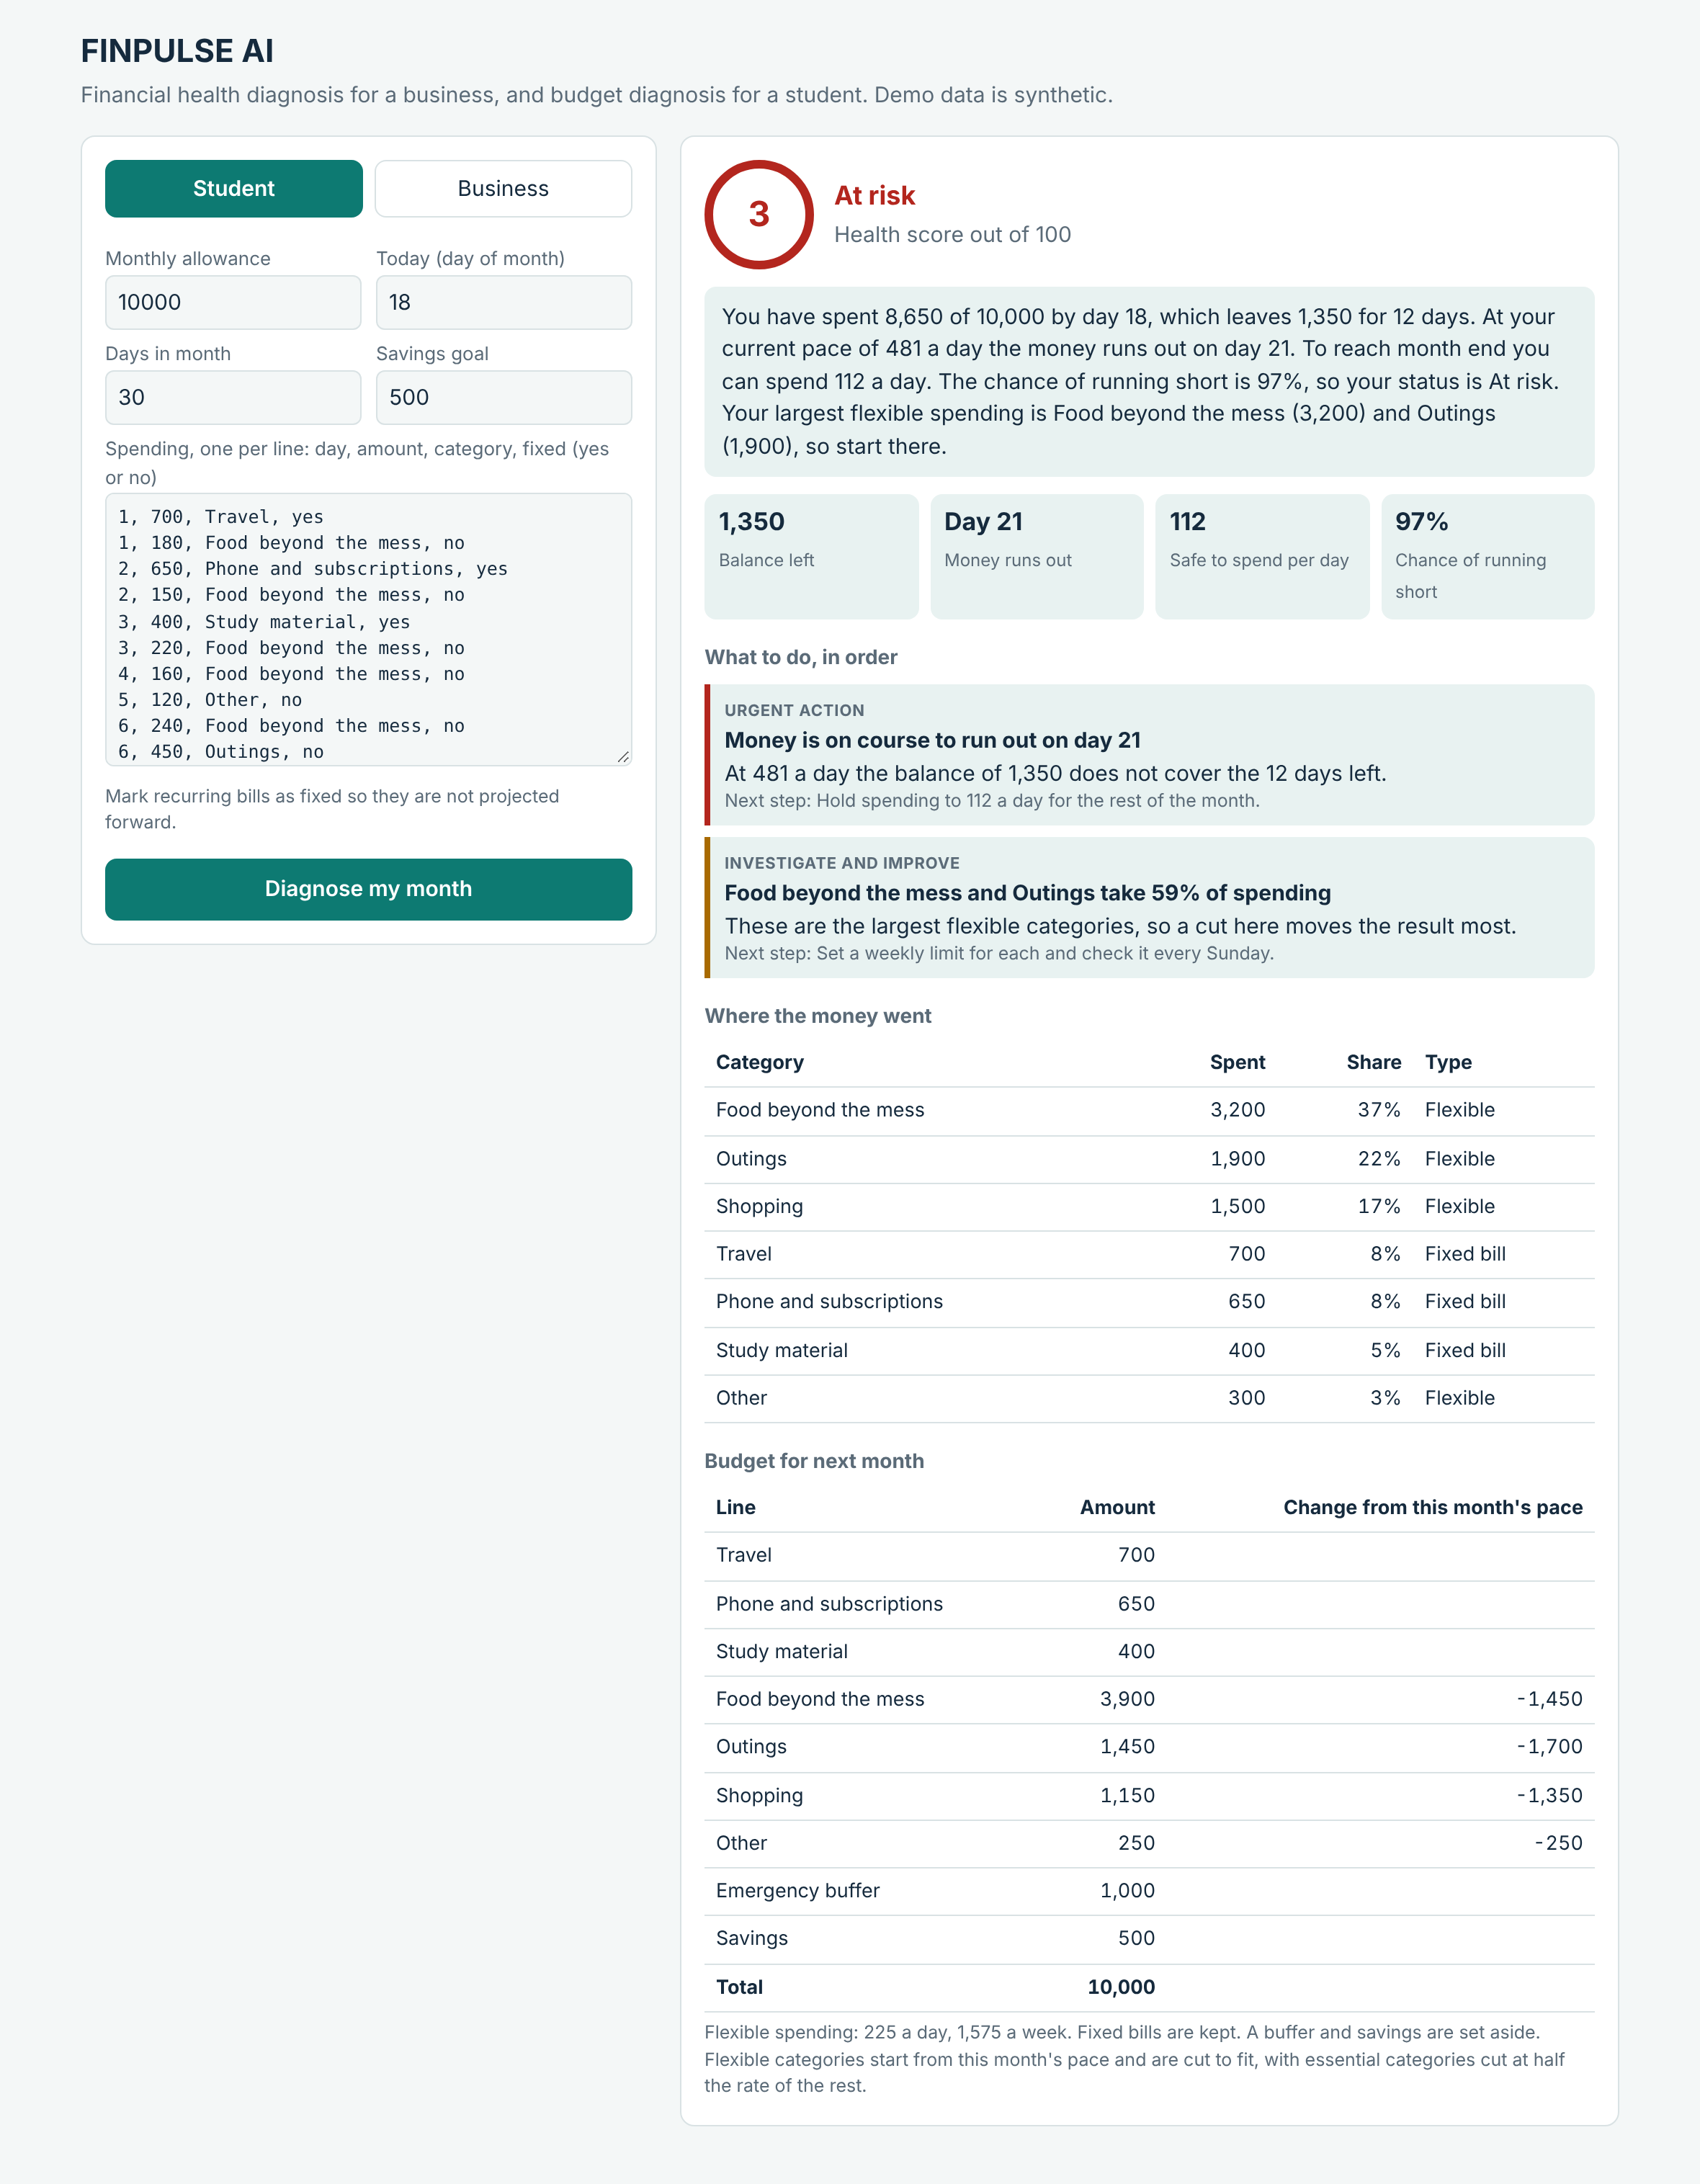 FINPULSE AI
Financial health diagnosis for a business, and budget diagnosis for a student. Demo data is synthetic.
Student
Business
Monthly allowance
Today (day of month)
10000
18
Days in month
Savings goal
30
500
Spending, one per line: day, amount, category, fixed (yes
or no)
1, 700, Travel, yes
1, 180, Food beyond the mess, no
2, 650, Phone and subscriptions, yes
2, 150, Food beyond the mess, no
3, 400, Study material, yes
3, 220, Food beyond the mess, no
4, 160, Food beyond the mess, no
5, 120, Other, no
6, 240, Food beyond the mess, no
6, 450, Outings, no
Mark recurring bills as fixed so they are not projected
forward.
Diagnose my month
3
At risk
Health score out of 100
You have spent 8,650 of 10,000 by day 18, which leaves 1,350 for 12 days. At your
current pace of 481 a day the money runs out on day 21. To reach month end you
can spend 112 a day. The chance of running short is 97%, so your status is At risk.
Your largest flexible spending is Food beyond the mess (3,200) and Outings
(1,900), so start there.
1,350
Balance left
Day 21
Money runs out
112
Safe to spend per day
97%
Chance of running
short
What to do, in order
URGENT ACTION
Money is on course to run out on day 21
At 481 a day the balance of 1,350 does not cover the 12 days left.
Next step: Hold spending to 112 a day for the rest of the month.
INVESTIGATE AND IMPROVE
Food beyond the mess and Outings take 59% of spending
These are the largest flexible categories, so a cut here moves the result most.
Next step: Set a weekly limit for each and check it every Sunday.
Where the money went
Category Spent Share Type
Food beyond the mess 3,200 37% Flexible
Outings 1,900 22% Flexible
Shopping 1,500 17% Flexible
Travel 700 8% Fixed bill
Phone and subscriptions 650 8% Fixed bill
Study material 400 5% Fixed bill
Other 300 3% Flexible
Budget for next month
Line Amount Change from this month's pace
Travel 700
Phone and subscriptions 650
Study material 400
Food beyond the mess 3,900 -1,450
Outings 1,450 -1,700
Shopping 1,150 -1,350
Other 250 -250
Emergency buffer 1,000
Savings 500
Total 10,000
Flexible spending: 225 a day, 1,575 a week. Fixed bills are kept. A buffer and savings are set aside.
Flexible categories start from this month's pace and are cut to fit, with essential categories cut at half
the rate of the rest.